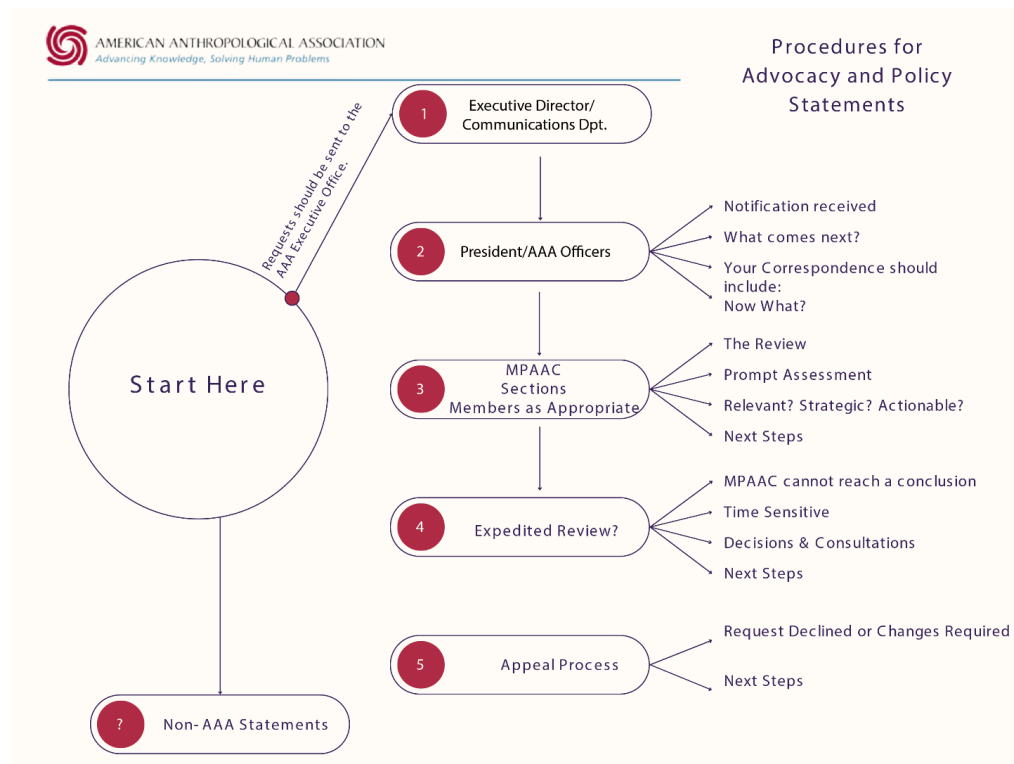 AMERICAN ANTHROPOLOGICAL ASSOCIATION
Advancing Knowledge, Solving Human Problems
Procedures for
Advocacy and Policy
Statements
Start Here
Requests should be sent to the
AAA Executive Office.
1
Executive Director/
Communications Dpt.
2
President/AAA Officers
Notification received
What comes next?
Your Correspondence should
include:
Now What?
3
MPAAC
Sections
Members as Appropriate
The Review
Prompt Assessment
Relevant? Strategic? Actionable?
Next Steps
4
Expedited Review?
MPAAC cannot reach a conclusion
Time Sensitive
Decisions & Consultations
Next Steps
5
Appeal Process
Request Declined or Changes Required
Next Steps
?
Non- AAA Statements